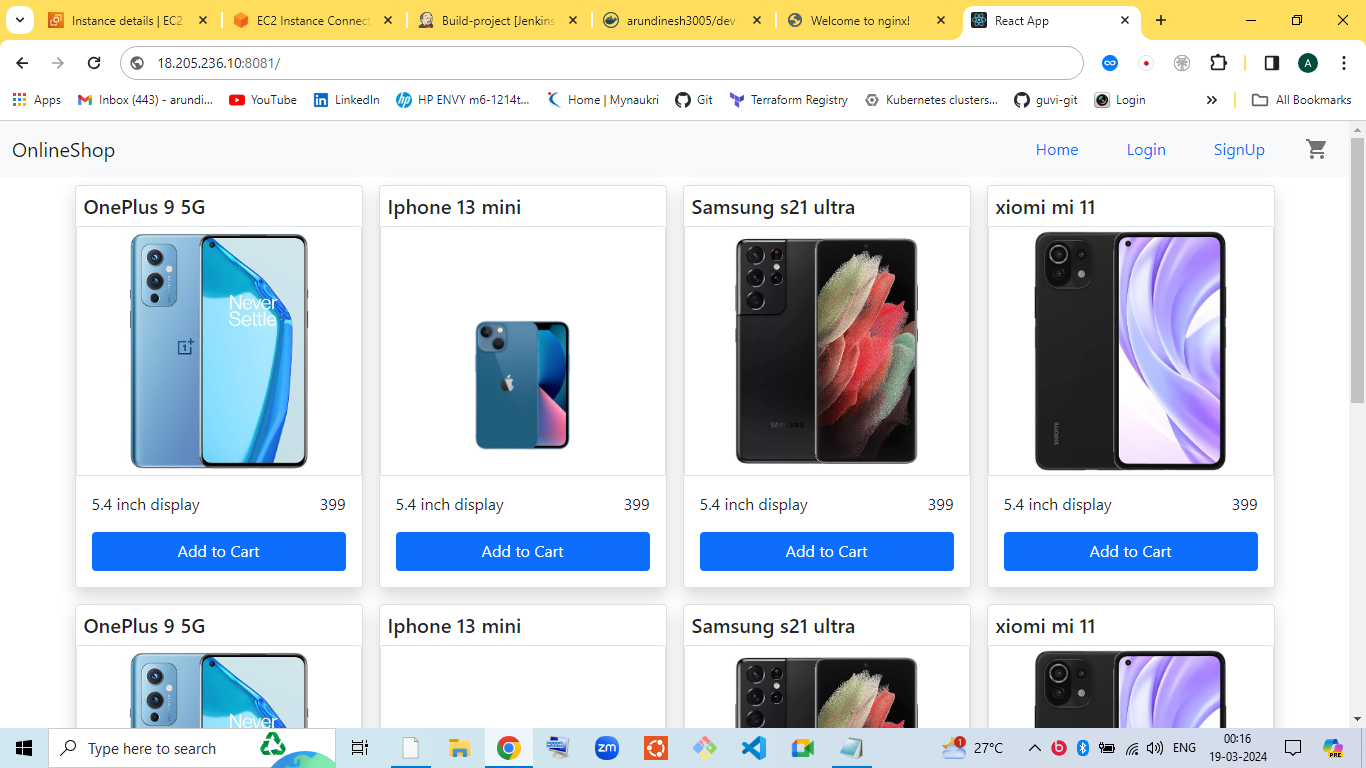 Instance details | EC2
EC2 Instance Connect
Build-project [Jenkins
arundinesh3005/dev
Welcome to nginx!
React App
18.205.236.10:8081/
A
Apps
Inbox (443) - arundi...
YouTube
LinkedIn
HP ENVY m6-1214t...
Home | Mynaukri
Git
Terraform Registry
Kubernetes clusters...
guvi-git
Login
All Bookmarks
OnlineShop
Home
Login
SignUp
OnePlus 9 5G
Iphone 13 mini
Samsung s21 ultra
xiomi mi 11
Never
Settle
SAMSUNG
XIAOMI
5.4 inch display 399
5.4 inch display 399
5.4 inch display 399
5.4 inch display 399
Add to Cart
Add to Cart
Add to Cart
Add to Cart
OnePlus 9 5G
Iphone 13 mini
Samsung s21 ultra
xiomi mi 11
Never
Type here to search
zm
1
27°C
ENG
00:16
19-03-2024
PRE